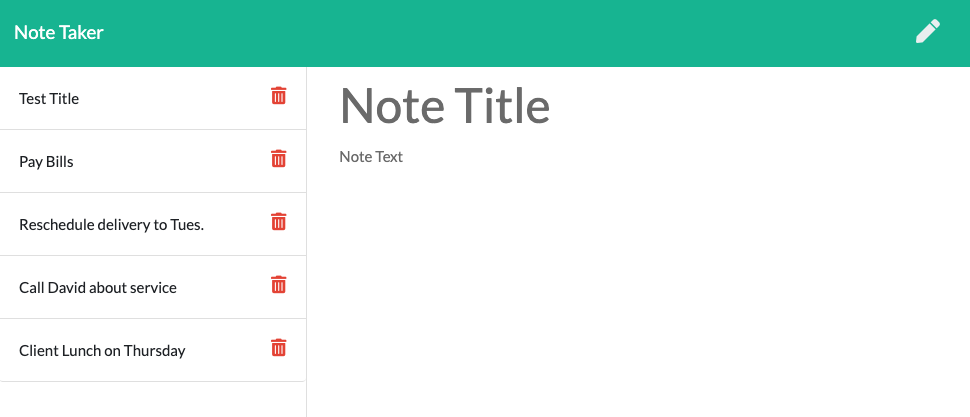 Note Taker
Test Title
Pay Bills
Reschedule delivery to Tues.
Call David about service
Client Lunch on Thursday
Note Title
Note Text